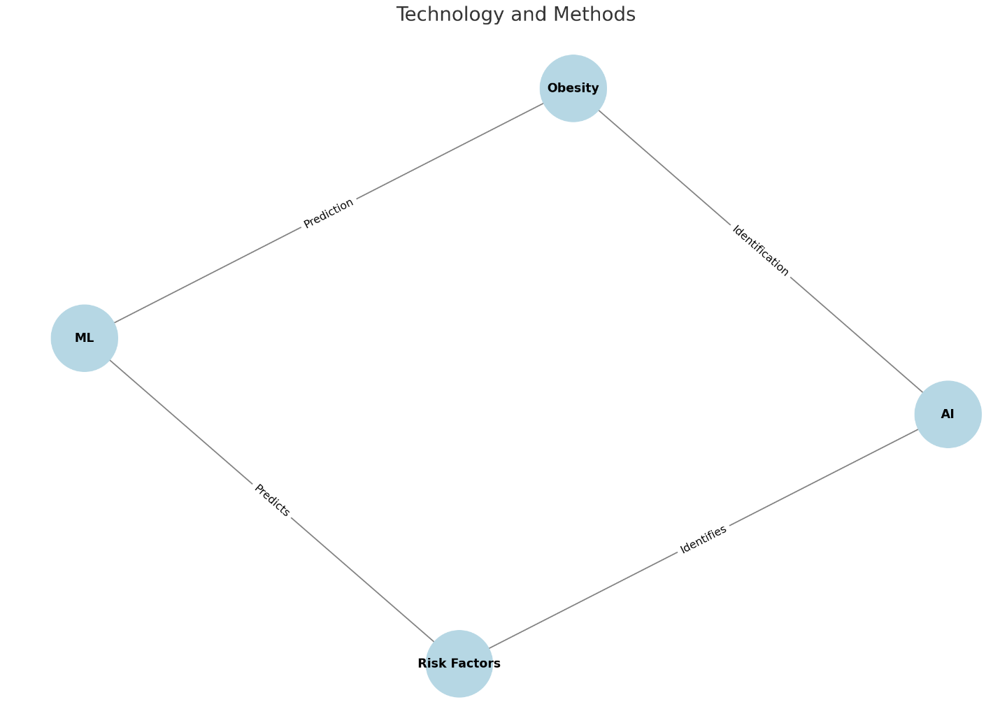 Technology and Methods
Obesity
Prediction
Identification
ML
AI
Predicts
Identifies
Risk Factors